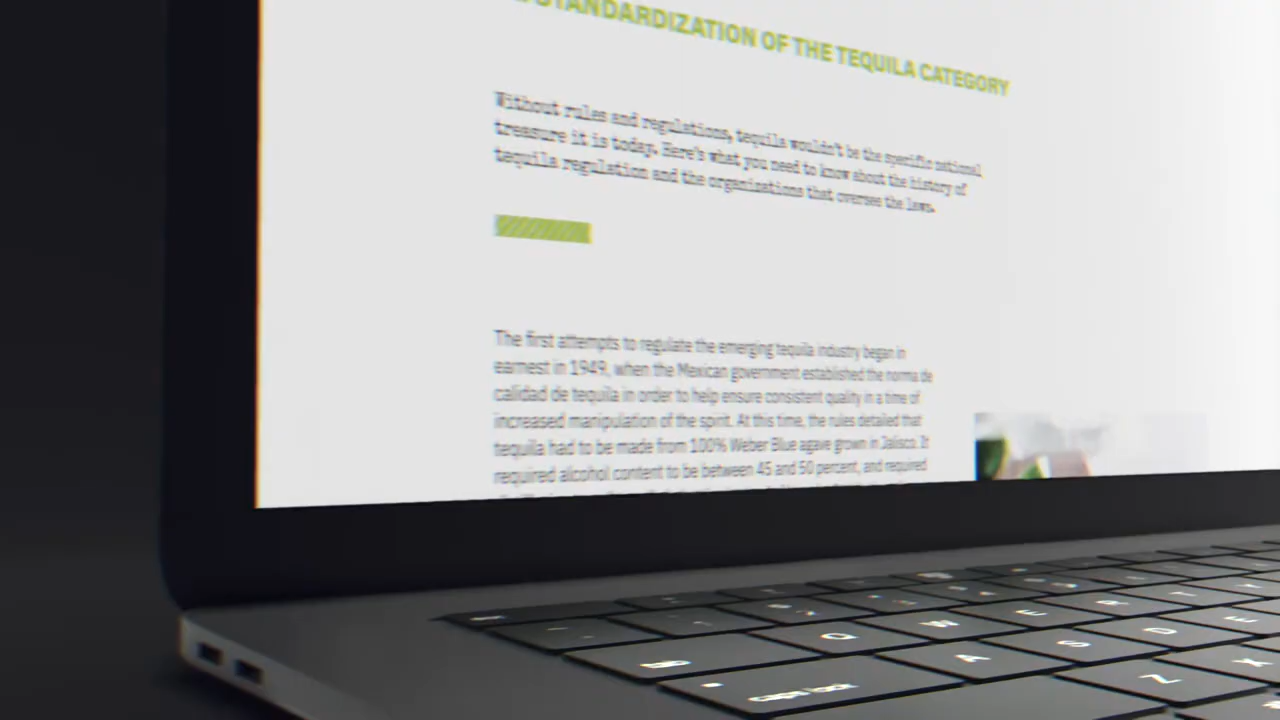 STANDARDIZATION OF THE TEQUILA CATEGORY
Without rules and regulations, tequila wouldn't be the specific national
treasure it is today. Here's what you need to know about the history of
tequila regulation and the organizations that oversee the laws.
The first attempts to regulate the emerging tequila industry began in
earnest in 1949, when the Mexican government established the norma de
calidad de tequila in order to help ensure consistent quality in a time of
increased manipulation of the spirit. At this time, the rules detailed that
tequila had to be made from 100% Weber Blue agave grown in Jalisco. It
required alcohol content to be between 45 and 50 percent, and required
Q W E R T
A S D F
caps lock
Z X